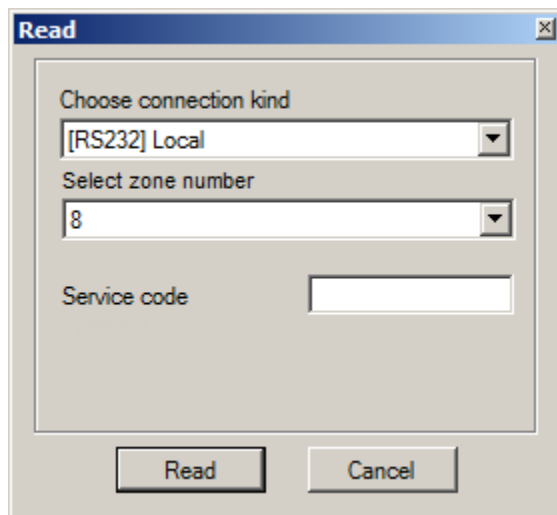 Read
Choose connection kind
[RS232] Local
Select zone number
8
Service code
Read Cancel